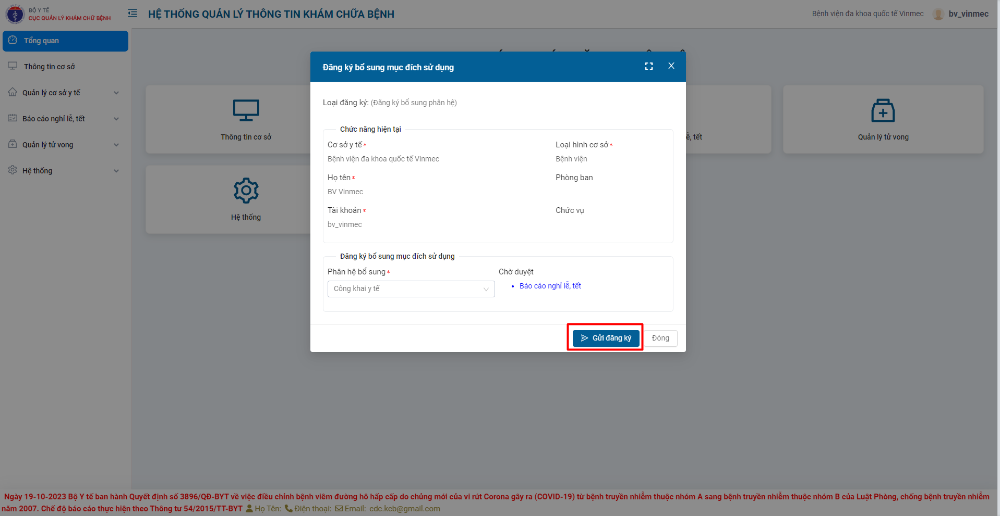 BỘ Y TẾ
CỤC QUẢN LÝ KHÁM CHỮ BỆNH
HỆ THỐNG QUẢN LÝ THÔNG TIN KHÁM CHỮA BỆNH
Bệnh viện đa khoa quốc tế Vinmec
bv_vinmec
Tổng quan
Thông tin cơ sở
Quản lý cơ sở y tế
Báo cáo nghỉ lễ, tết
Quản lý tử vong
Hệ thống
Thông tin cơ sở
ễ, tết
Quản lý tử vong
Hệ thống
Đăng ký bổ sung mục đích sử dụng
Loại đăng ký: (Đăng ký bổ sung phân hệ)
Chức năng hiện tại
Cơ sở y tế *
Loại hình cơ sở *
Bệnh viện đa khoa quốc tế Vinmec
Bệnh viện
Họ tên *
Phòng ban
BV Vinmec
Tài khoản *
Chức vụ
bv_vinmec
Đăng ký bổ sung mục đích sử dụng
Phân hệ bổ sung *
Chờ duyệt
Công khai y tế
• Báo cáo nghỉ lễ, tết
Gửi đăng ký
Đóng
Ngày 19-10-2023 Bộ Y tế ban hành Quyết định số 3896/QĐ-BYT về việc điều chỉnh bệnh viêm đường hô hấp cấp do chủng mới của vi rút Corona gây ra (COVID-19) từ bệnh truyền nhiễm thuộc nhóm A sang bệnh truyền nhiễm thuộc nhóm B của Luật Phòng, chống bệnh truyền nhiễm
năm 2007. Chế độ báo cáo thực hiện theo Thông tư 54/2015/TT-BYT Họ Tên: Điện thoại: Email: cdc.kcb@gmail.com